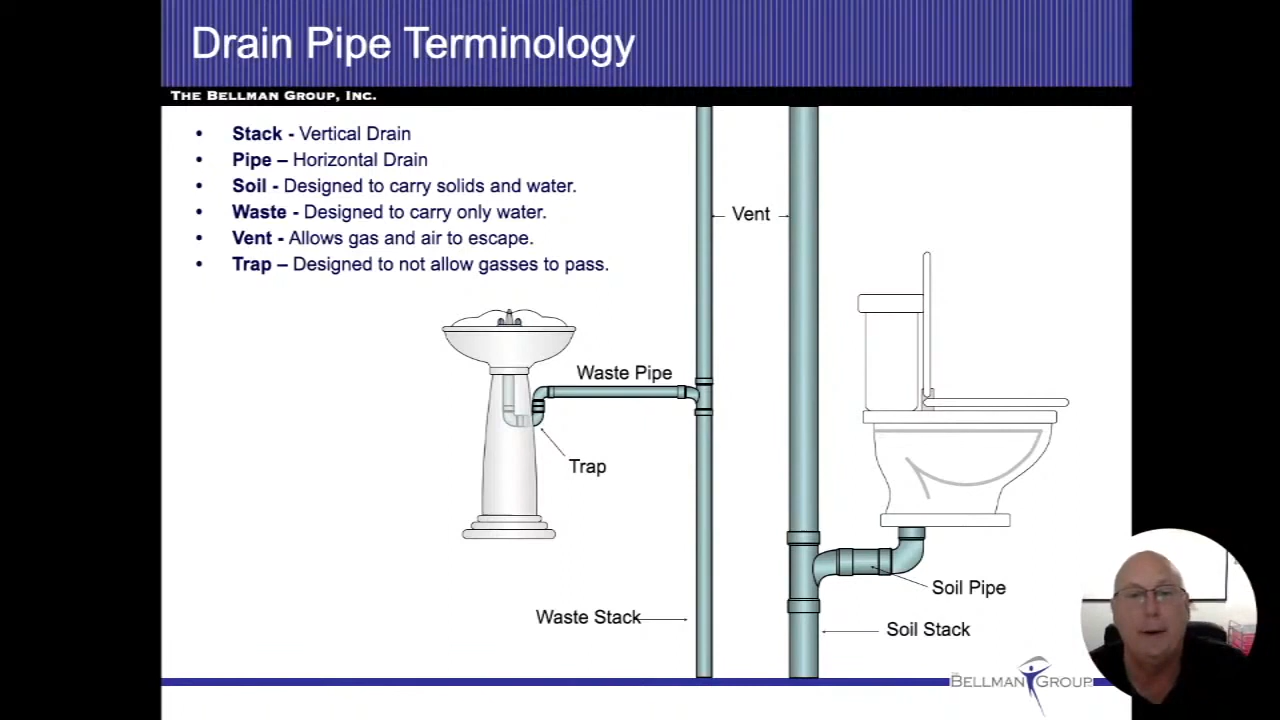 Drain Pipe Terminology
THE BELLMAN GROUP, INC.
• Stack - Vertical Drain
• Pipe – Horizontal Drain
• Soil - Designed to carry solids and water.
• Waste - Designed to carry only water.
• Vent - Allows gas and air to escape.
• Trap – Designed to not allow gasses to pass.
Vent
Waste Pipe
Trap
Soil Pipe
Waste Stack
Soil Stack
THE BELLMAN GROUP